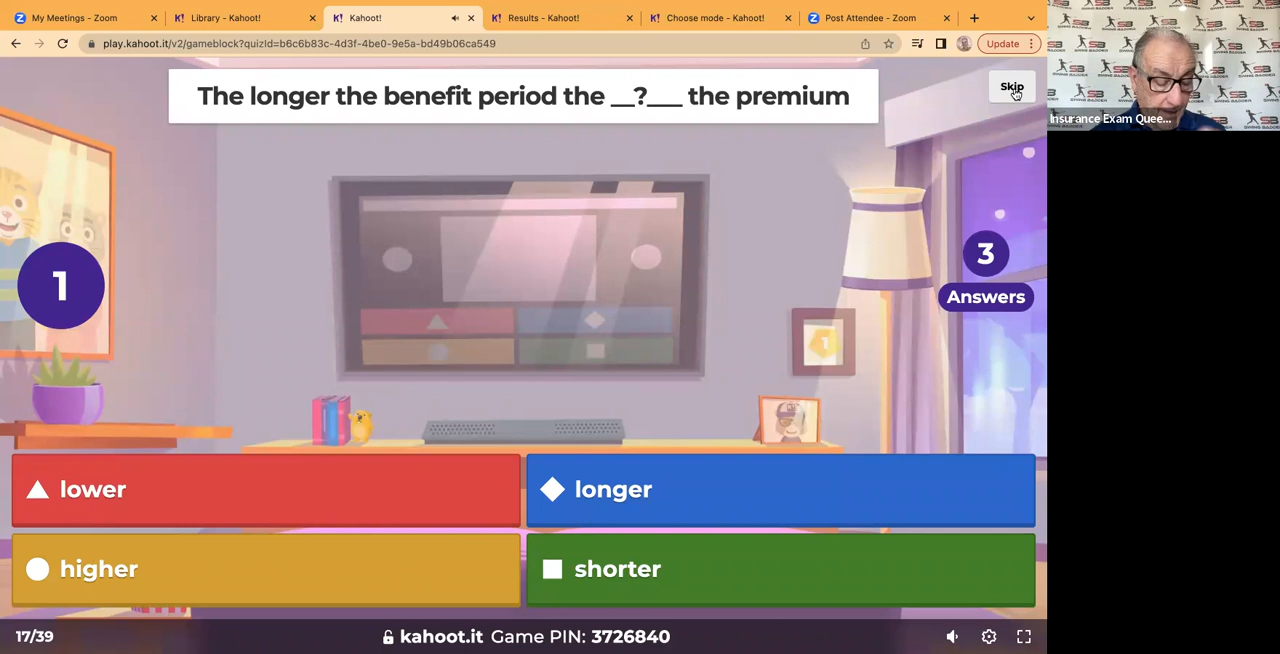 My Meetings - Zoom
Library - Kahoot!
Kahoot!
Results - Kahoot!
Choose mode - Kahoot!
Post Attendee - Zoom
play.kahoot.it/v2/gameblock?quizId=b6c6b83c-4d3f-4be0-9e5a-bd49b06ca549
Update
The longer the benefit period the __?___ the premium
Skip
Insurance Exam Quee...
1
3
Answers
1
lower
longer
higher
shorter
17/39
kahoot.it Game PIN: 3726840